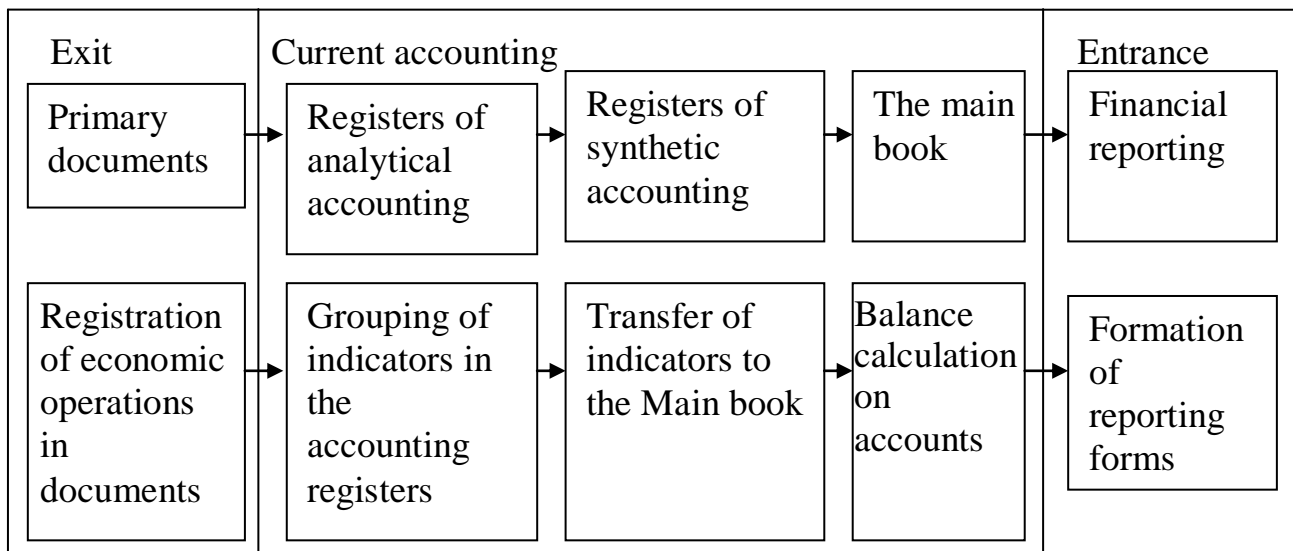 Exit
Current accounting
Entrance
Primary
documents
Registers of
analytical
accounting
Registers of
synthetic
accounting
The main
book
Financial
reporting
Registration
of economic
operations
in
documents
Grouping of
indicators in
the
accounting
registers
Transfer of
indicators to
the Main book
Balance
calculation
on
accounts
Formation
of
reporting
forms